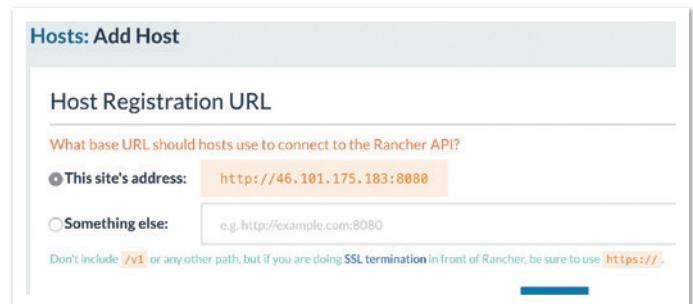 Hosts: Add Host
Host Registration URL
What base URL should hosts use to connect to the Rancher API?
This site's address: http://46.101.175.183:8080
Something else: e.g. http://example.com:8080
Don't include /v1 or any other path, but if you are doing SSL termination in front of Rancher, be sure to use https:// .